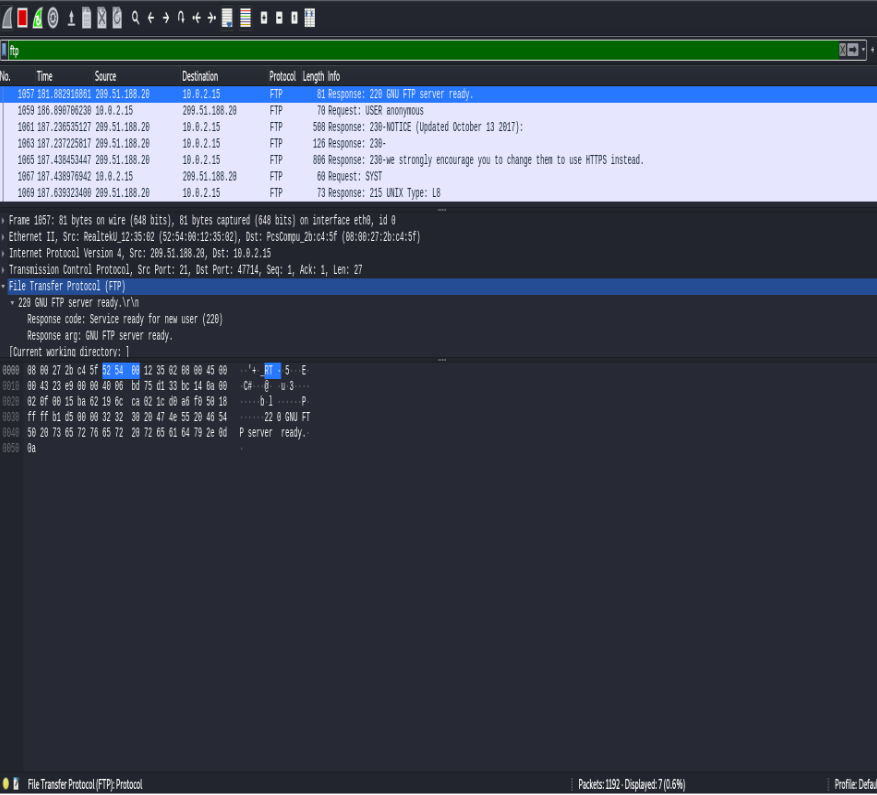 ftp
No. Time Source Destination Protocol Length Info
1057 181.882916861 209.51.188.20 10.0.2.15 FTP 81 Response: 220 GNU FTP server ready.
1059 186.890706230 10.0.2.15 209.51.188.20 FTP 70 Request: USER anonymous
1061 187.236535127 209.51.188.20 10.0.2.15 FTP 508 Response: 230-NOTICE (Updated October 13 2017):
1063 187.237225817 209.51.188.20 10.0.2.15 FTP 126 Response: 230-
1065 187.438453447 209.51.188.20 10.0.2.15 FTP 806 Response: 230-we strongly encourage you to change them to use HTTPS instead.
1067 187.438976942 10.0.2.15 209.51.188.20 FTP 60 Request: SYST
1069 187.639323400 209.51.188.20 10.0.2.15 FTP 73 Response: 215 UNIX Type: L8
Frame 1057: 81 bytes on wire (648 bits), 81 bytes captured (648 bits) on interface eth0, id 0
Ethernet II, Src: RealtekU_12:35:02 (52:54:00:12:35:02), Dst: PcsCompu_2b:c4:5f (08:00:27:2b:c4:5f)
Internet Protocol Version 4, Src: 209.51.188.20, Dst: 10.0.2.15
Transmission Control Protocol, Src Port: 21, Dst Port: 47714, Seq: 1, Ack: 1, Len: 27
File Transfer Protocol (FTP)
220 GNU FTP server ready.\r\n
Response code: Service ready for new user (220)
Response arg: GNU FTP server ready.
[Current working directory: ]
0000 08 00 27 2b c4 5f 52 54 00 12 35 02 08 00 45 00 ··'+·_RT ··5···E·
0010 00 43 23 e9 00 00 40 06 bd 75 d1 33 bc 14 0a 00 ·C#···@· ·u·3····
0020 02 0f 00 15 ba 62 19 6c ca 02 1c d0 a6 f0 50 18 ·····b·l ······P·
0030 ff ff b1 d5 00 00 32 32 30 20 47 4e 55 20 46 54 ······22 0 GNU FT
0040 50 20 73 65 72 76 65 72 20 72 65 61 64 79 2e 0d P server ready.·
0050 0a ·
File Transfer Protocol (FTP): Protocol Packets: 1192 · Displayed: 7 (0.6%) Profile: Defau